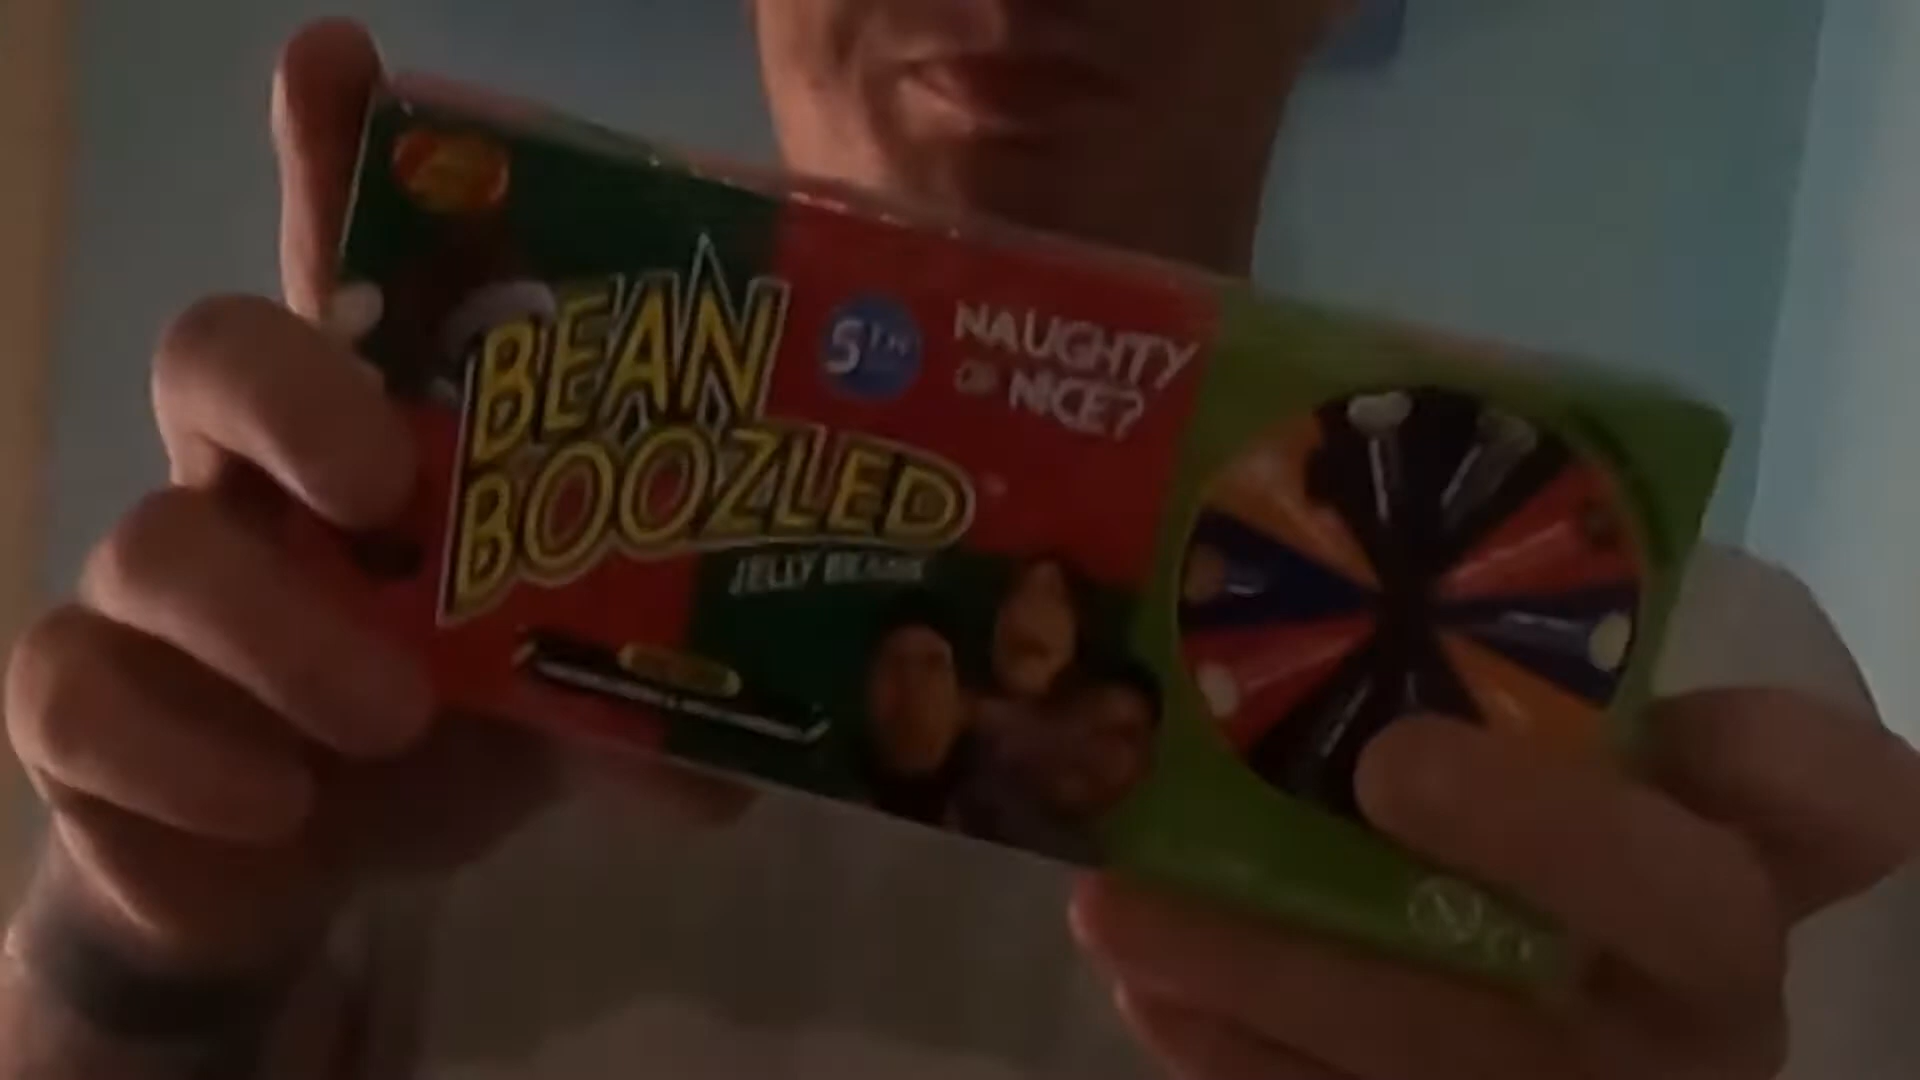 BEAN
BOOZLED
JELLY BEANS
5TH
NAUGHTY
OR NICE?